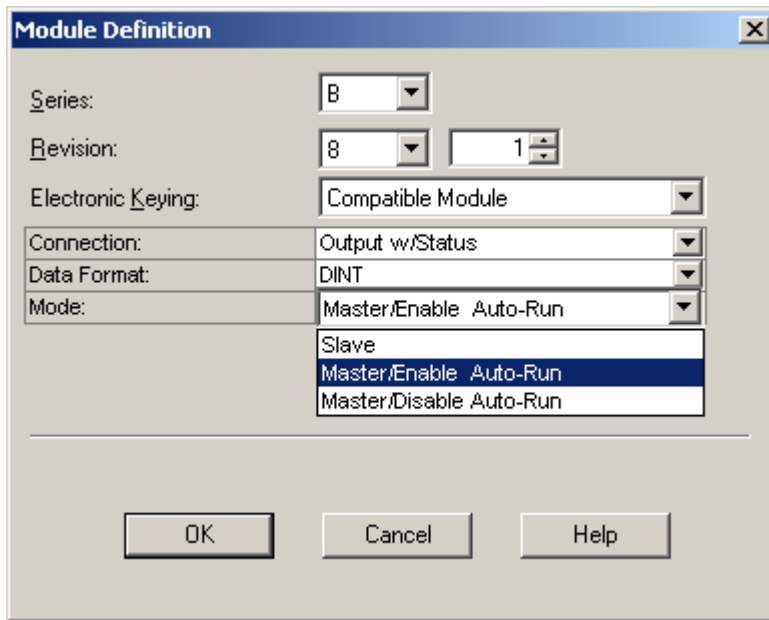 Module Definition
Series: B
Revision: 8 1
Electronic Keying: Compatible Module
Connection: Output w/Status
Data Format: DINT
Mode: Master/Enable Auto-Run
Slave
Master/Enable Auto-Run
Master/Disable Auto-Run
OK Cancel Help